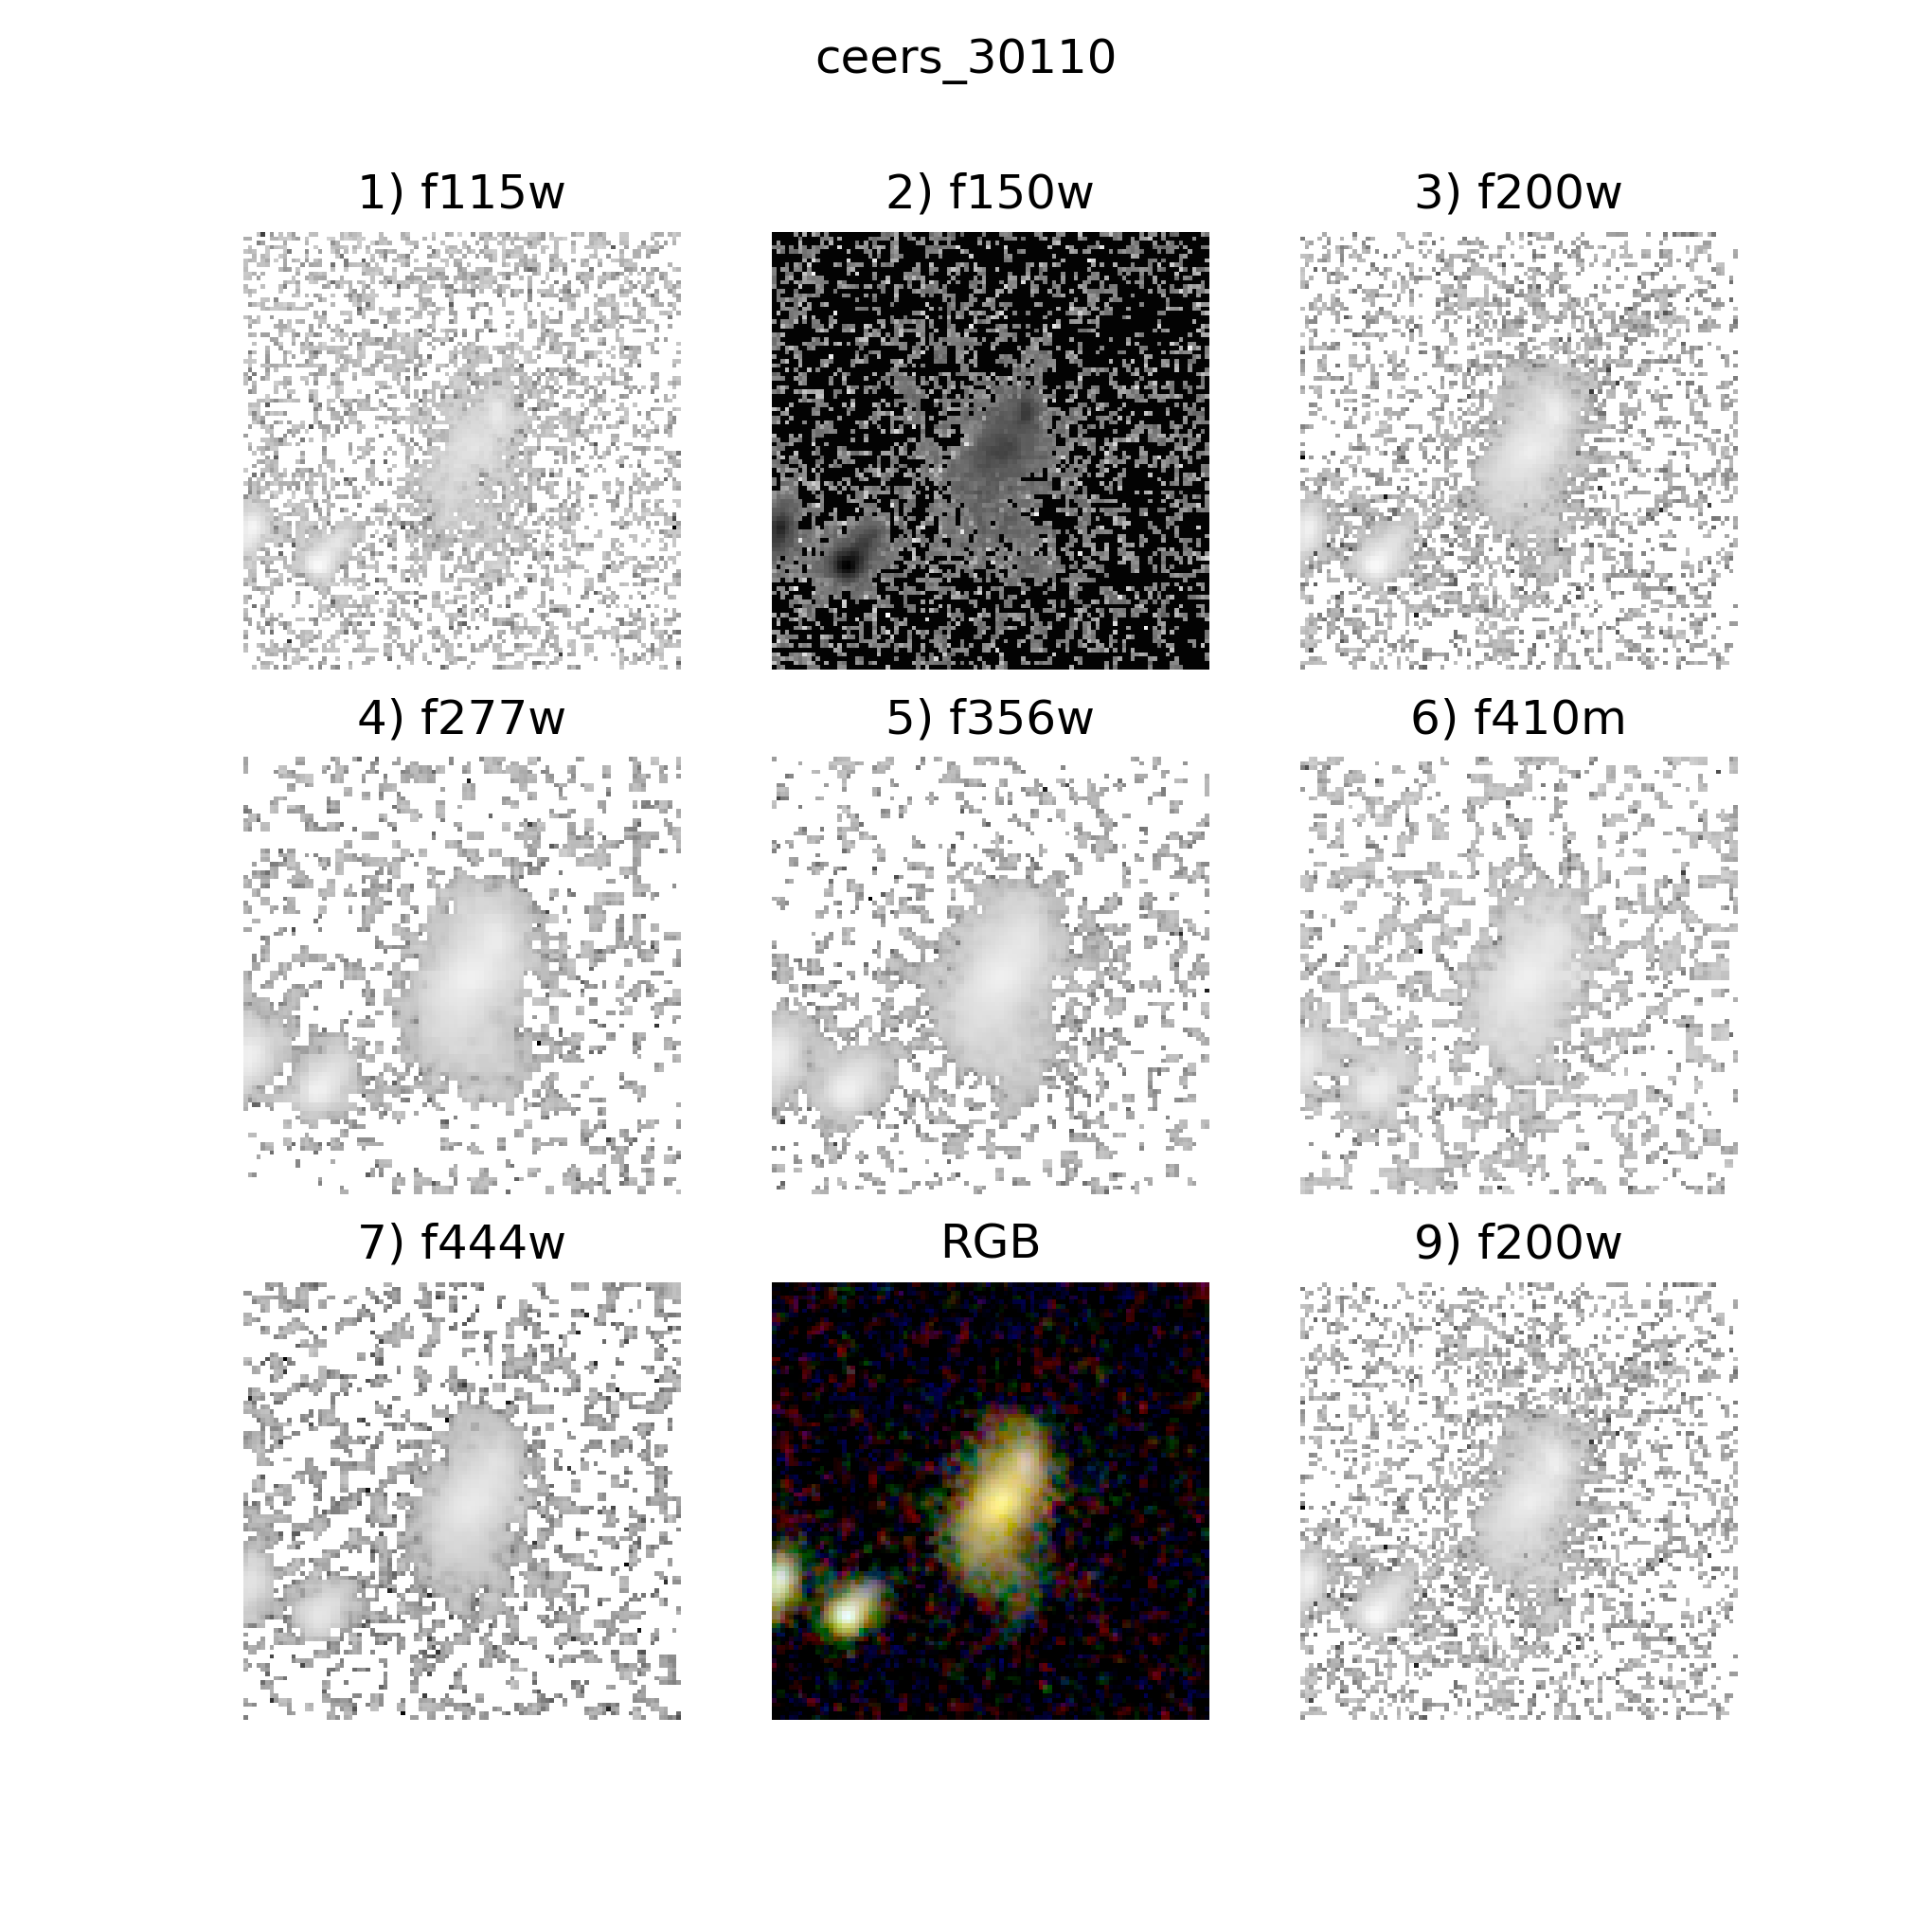 ceers_30110
1) f115w
2) f150w
3) f200w
4) f277w
5) f356w
6) f410m
7) f444w
RGB
9) f200w